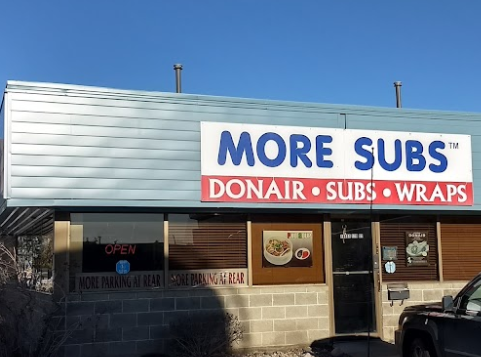 MORE SUBS™
DONAIR • SUBS • WRAPS
OPEN
MORE PARKING AT REAR
MORE PARKING AT REAR